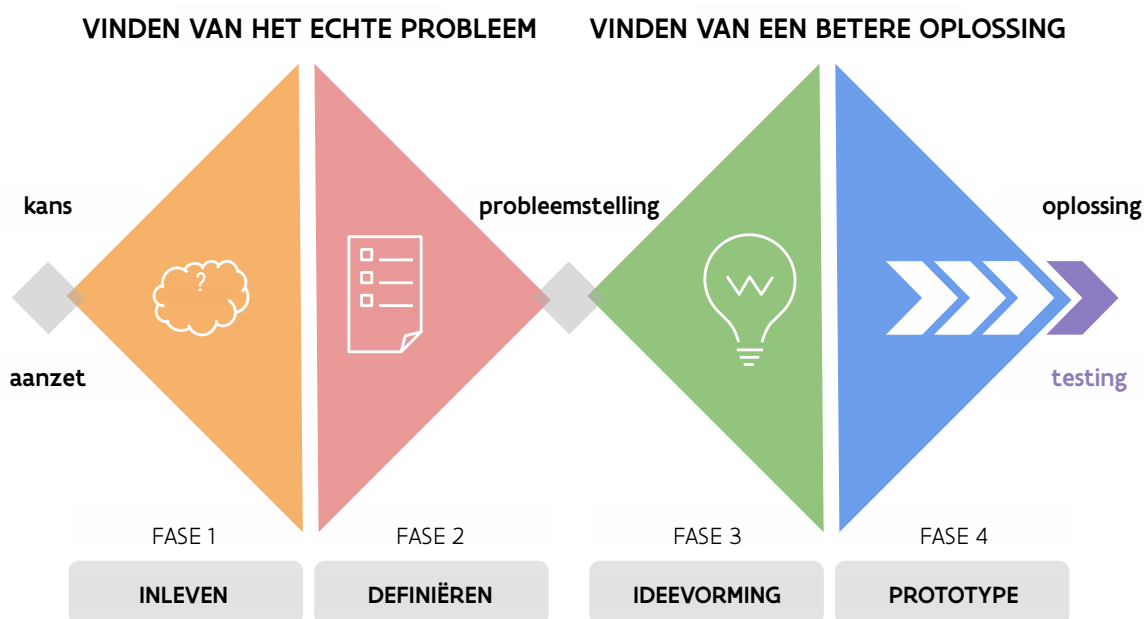 VINDEN VAN HET ECHTE PROBLEEM
VINDEN VAN EEN BETERE OPLOSSING
kans
probleemstelling
oplossing
?
aanzet
testing
FASE 1
FASE 2
FASE 3
FASE 4
INLEVEN
DEFINIËREN
IDEEVORMING
PROTOTYPE